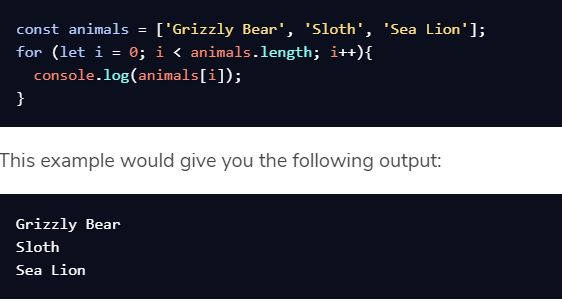 const animals = ['Grizzly Bear', 'Sloth', 'Sea Lion'];
for (let i = 0; i < animals.length; i++){
  console.log(animals[i]);
}
This example would give you the following output:
Grizzly Bear
Sloth
Sea Lion